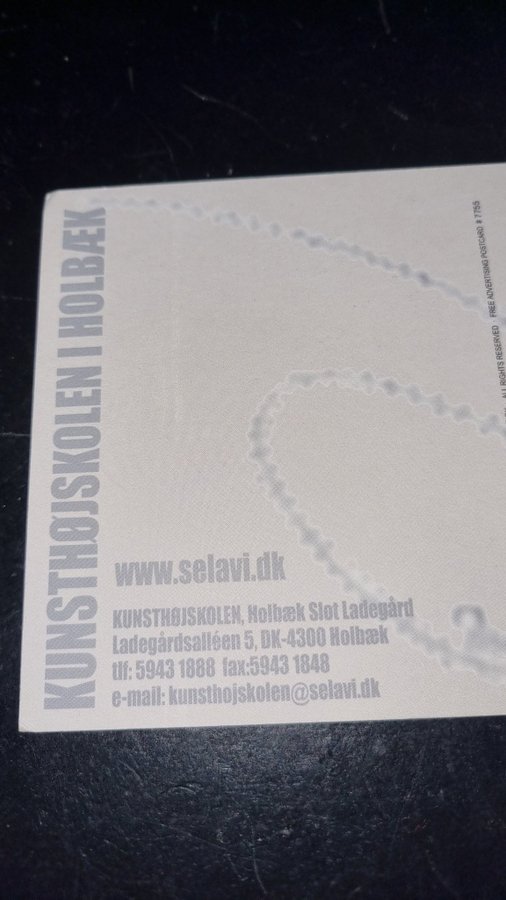 KUNSTHØJSKOLEN I HOLBÆK
www.selavi.dk
KUNSTHØJSKOLEN, Holbæk Slot Ladegård
Ladegårdsalléen 5, DK-4300 Holbæk
tlf: 5943 1888 fax:5943 1848
e-mail: kunsthojskolen@selavi.dk
ALL RIGHTS RESERVED · FREE ADVERTISING POSTCARD # 7755